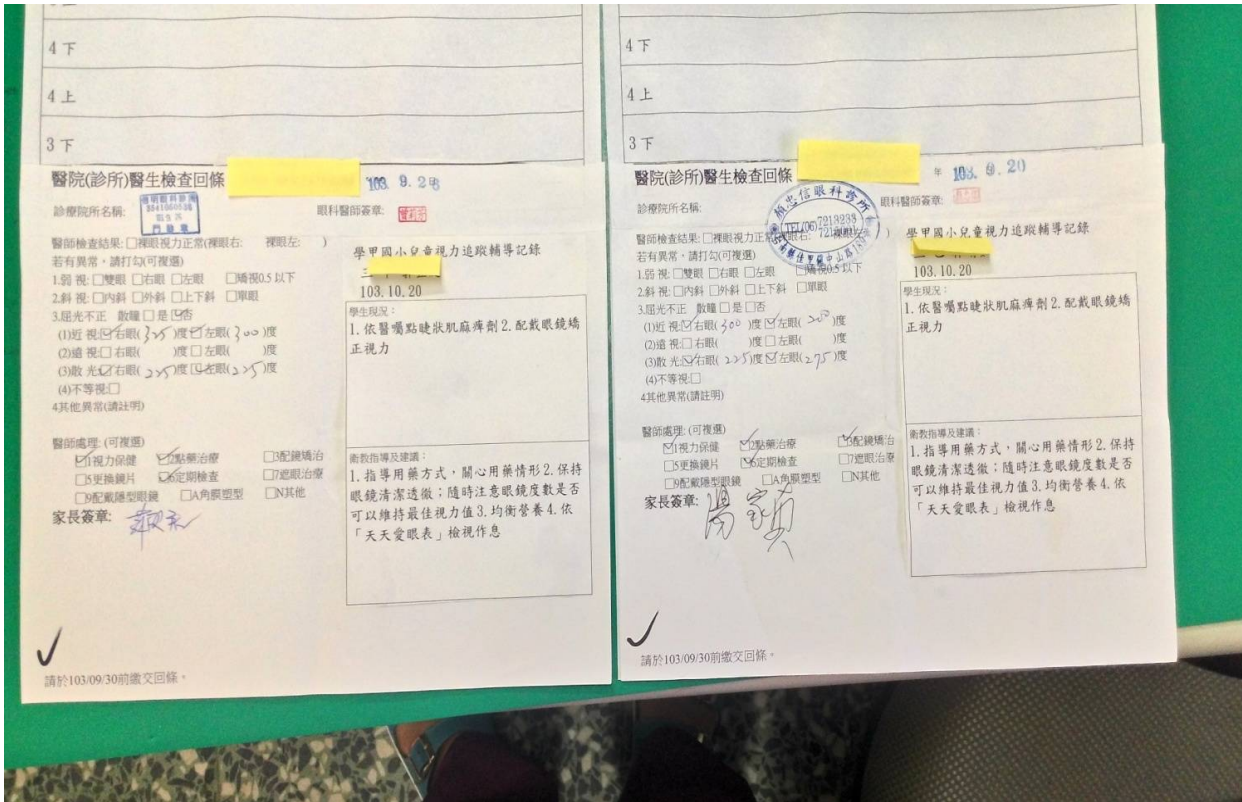 4下
4上
3下
醫院(診所)醫生檢查回條
103. 9. 2
診療院所名稱:
眼科醫師簽章:
醫師檢查結果:□裸眼視力正常(裸眼右: 裸眼左: )
若有異常,請打勾(可複選)
1.弱 視:□雙眼 □右眼 □左眼 □矯視0.5 以下
2.斜 視:□內斜 □外斜 □上下斜 □單眼
3.屈光不正 散瞳□是☑否
(1)近 視:☑右眼(325)度☑左眼(300)度
(2)遠 視:□右眼( )度□左眼( )度
(3)散 光:☑右眼(225)度☑左眼(225)度
(4)不等視:□
4其他異常(請註明)
醫師處理: (可複選)
☑1視力保健 ☑2點藥治療 □3配鏡矯治
□5更換鏡片 ☑6定期檢查 □7遮眼治療
□9配戴隱型眼鏡 □A角膜塑型 □N其他
家長簽章:
學甲國小兒童視力追蹤輔導記錄
103.10.20
學生現況:
1.依醫囑點睫狀肌麻痺劑2.配戴眼鏡矯
正視力
衛教指導及建議:
1.指導用藥方式,關心用藥情形2.保持
眼鏡清潔透徹;隨時注意眼鏡度數是否
可以維持最佳視力值3.均衡營養4.依
「天天愛眼表」檢視作息
請於103/09/30前繳交回條。
4下
4上
3下
醫院(診所)醫生檢查回條
年 103. 9. 20
診療院所名稱:
顏忠信眼科診所
TEL(06)7213233
眼科醫師簽章:
醫師檢查結果:□裸眼視力正常(裸眼右: 裸眼左: )
若有異常,請打勾(可複選)
1.弱 視:□雙眼 □右眼 □左眼 □矯視0.5 以下
2.斜 視:□內斜 □外斜 □上下斜 □單眼
3.屈光不正 散瞳□是□否
(1)近 視:☑右眼(300)度☑左眼(200)度
(2)遠 視:□右眼( )度□左眼( )度
(3)散 光:☑右眼(225)度☑左眼(275)度
(4)不等視:□
4其他異常(請註明)
醫師處理: (可複選)
☑1視力保健 ☑2點藥治療 ☑3配鏡矯治
□5更換鏡片 ☑6定期檢查 □7遮眼治療
□9配戴隱型眼鏡 □A角膜塑型 □N其他
家長簽章:
學甲國小兒童視力追蹤輔導記錄
103.10.20
學生現況:
1.依醫囑點睫狀肌麻痺劑2.配戴眼鏡矯
正視力
衛教指導及建議:
1.指導用藥方式,關心用藥情形2.保持
眼鏡清潔透徹;隨時注意眼鏡度數是否
可以維持最佳視力值3.均衡營養4.依
「天天愛眼表」檢視作息
請於103/09/30前繳交回條。